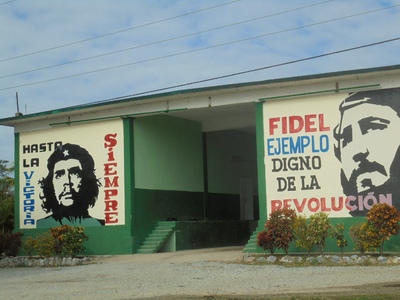 HASTA
LA
VICTORIA
SIEMPRE
FIDEL
EJEMPLO
DIGNO
DE LA
REVOLUCIÓN